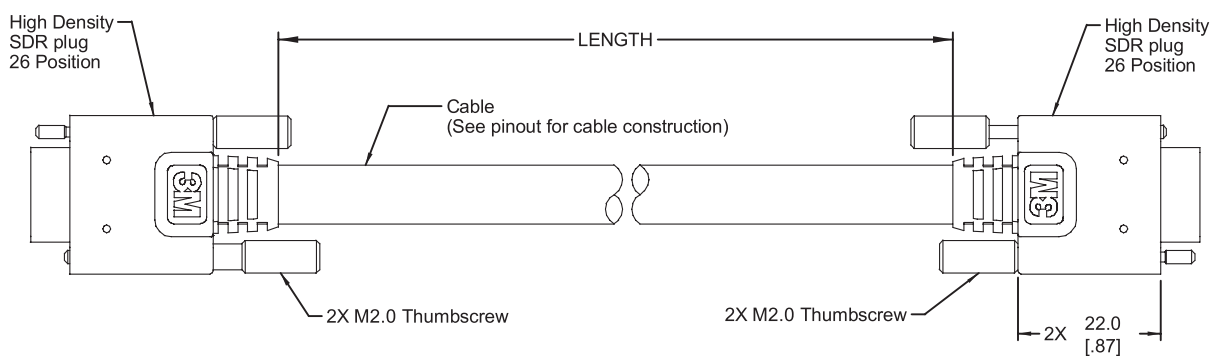 High Density
SDR plug
26 Position
LENGTH
High Density
SDR plug
26 Position
Cable
(See pinout for cable construction)
3M
3M
2X M2.0 Thumbscrew
2X M2.0 Thumbscrew
2X 22.0
[.87]